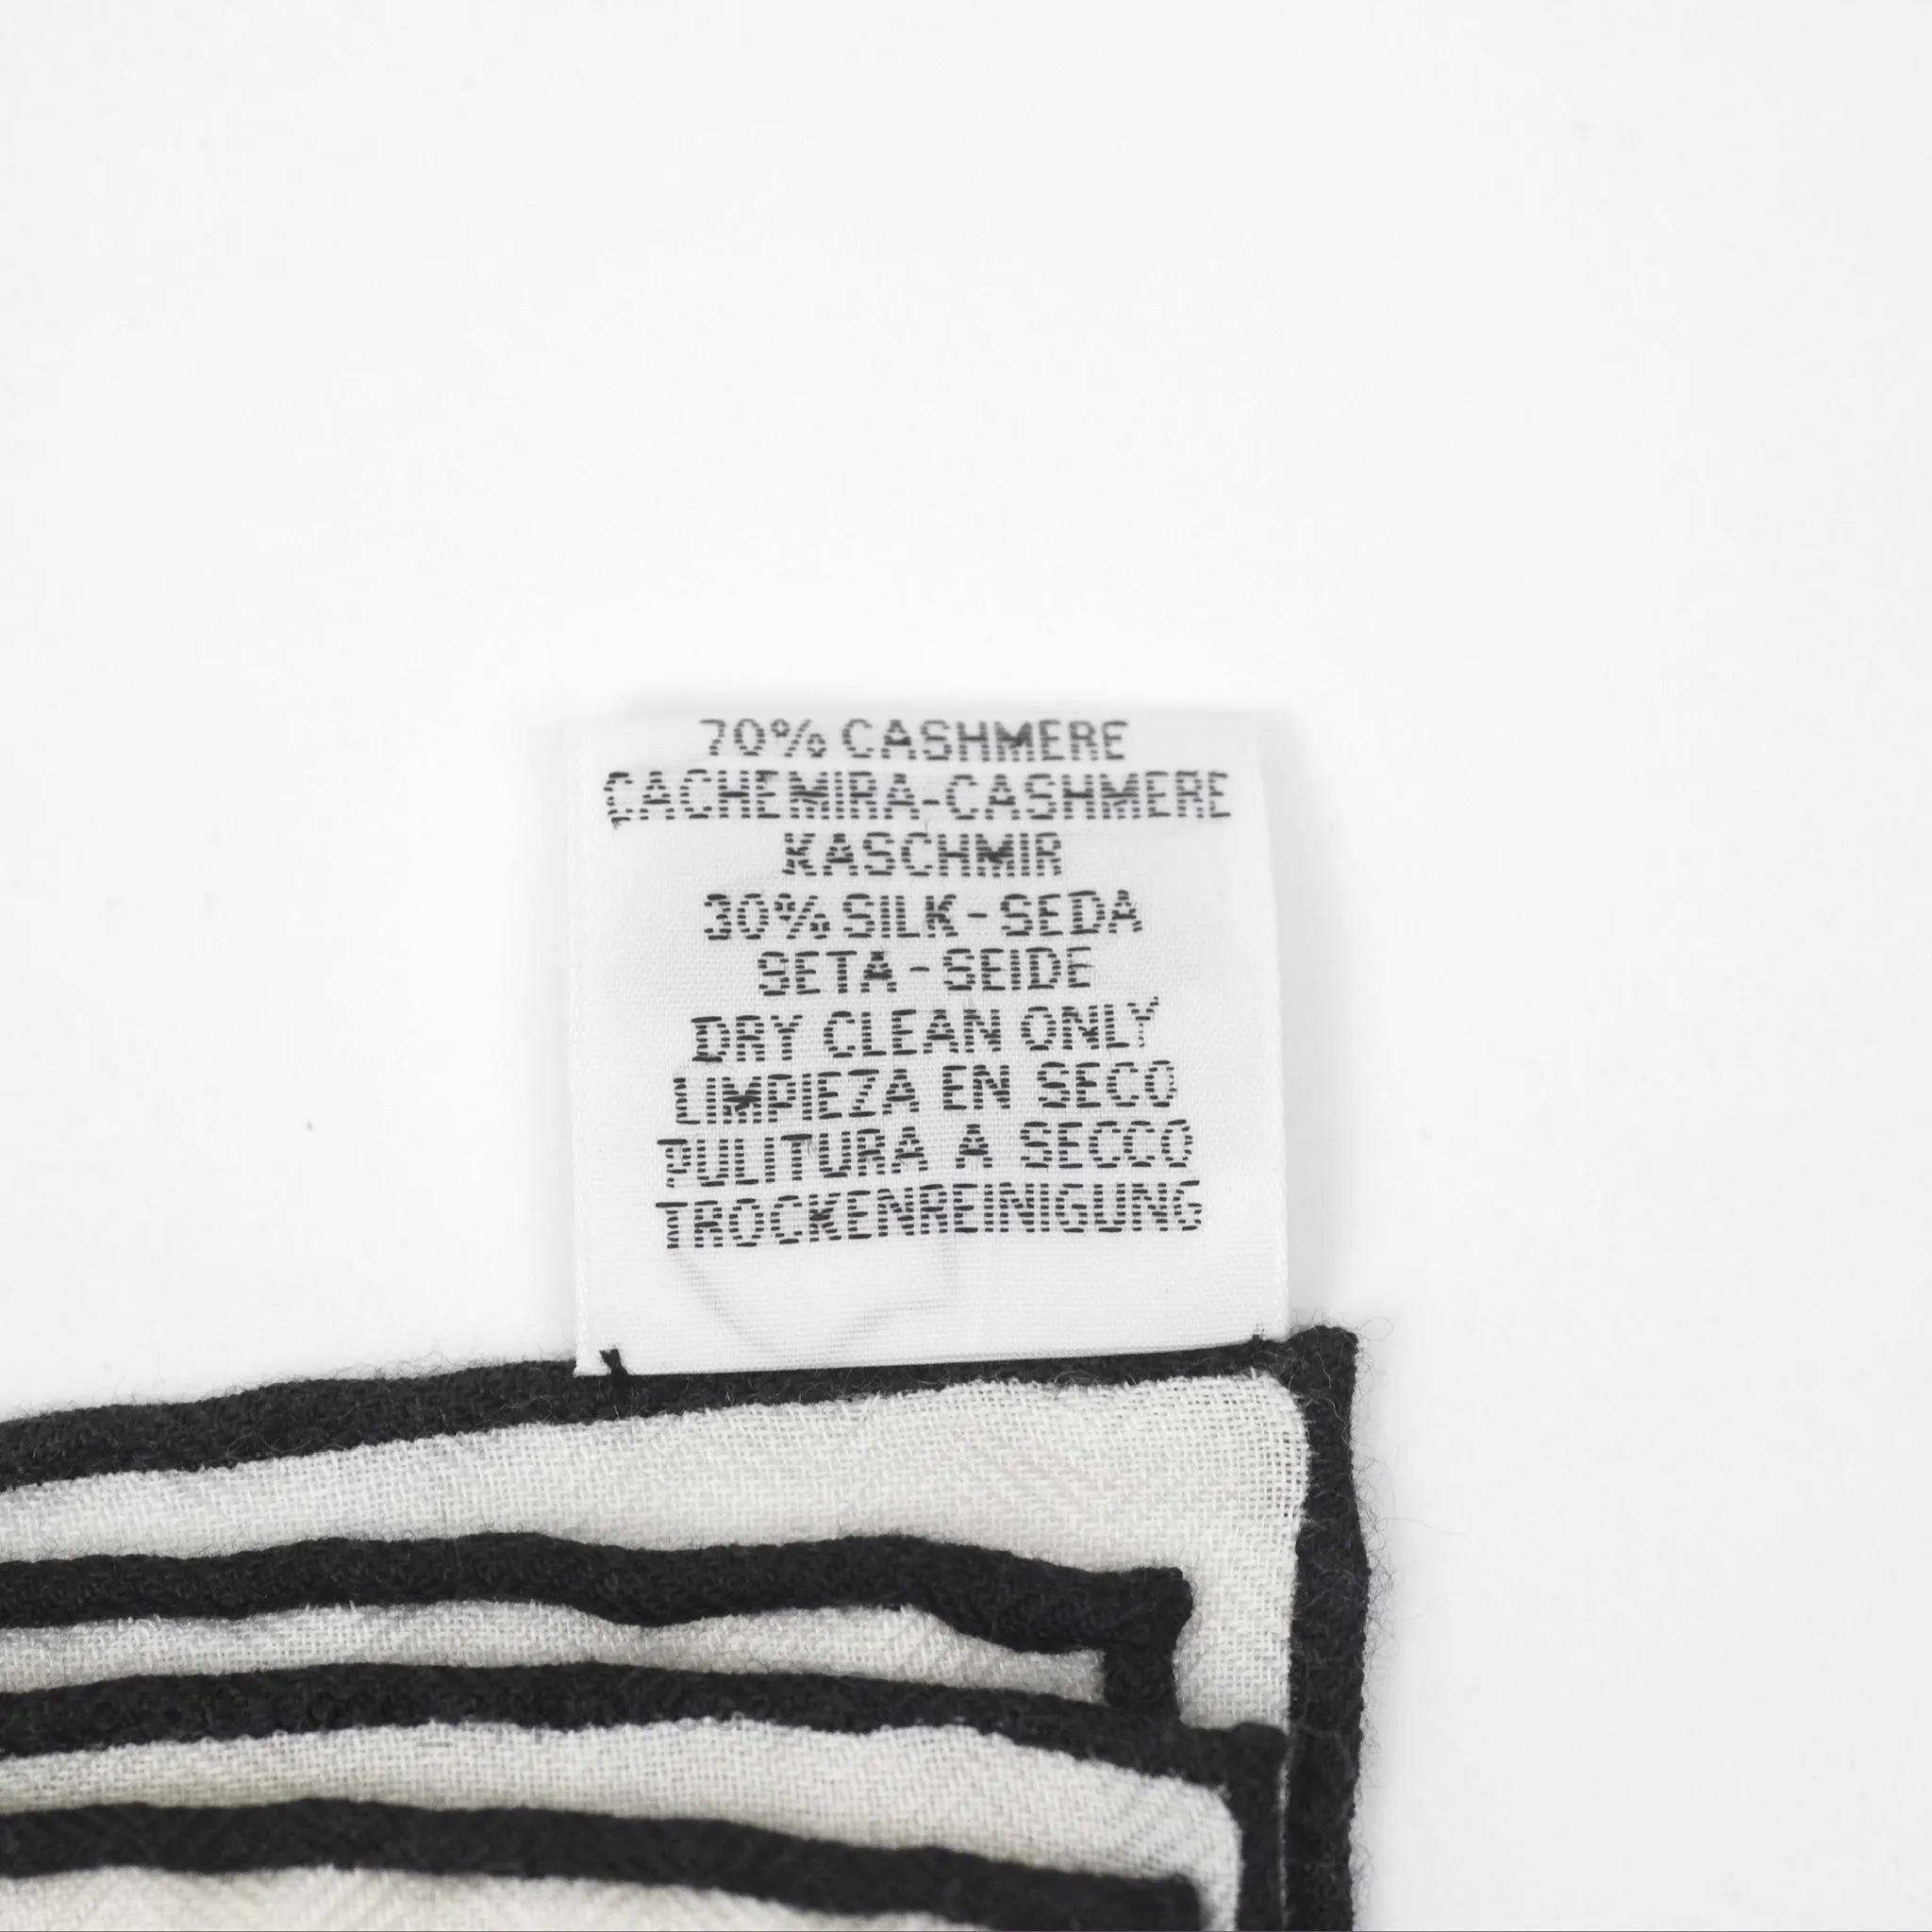 70% CASHMERE
CACHEMIRA-CASHMERE
KASCHMIR
30% SILK-SEDA
SETA-SEIDE
DRY CLEAN ONLY
LIMPIEZA EN SECO
PULITURA A SECCO
TROCKENREINIGUNG